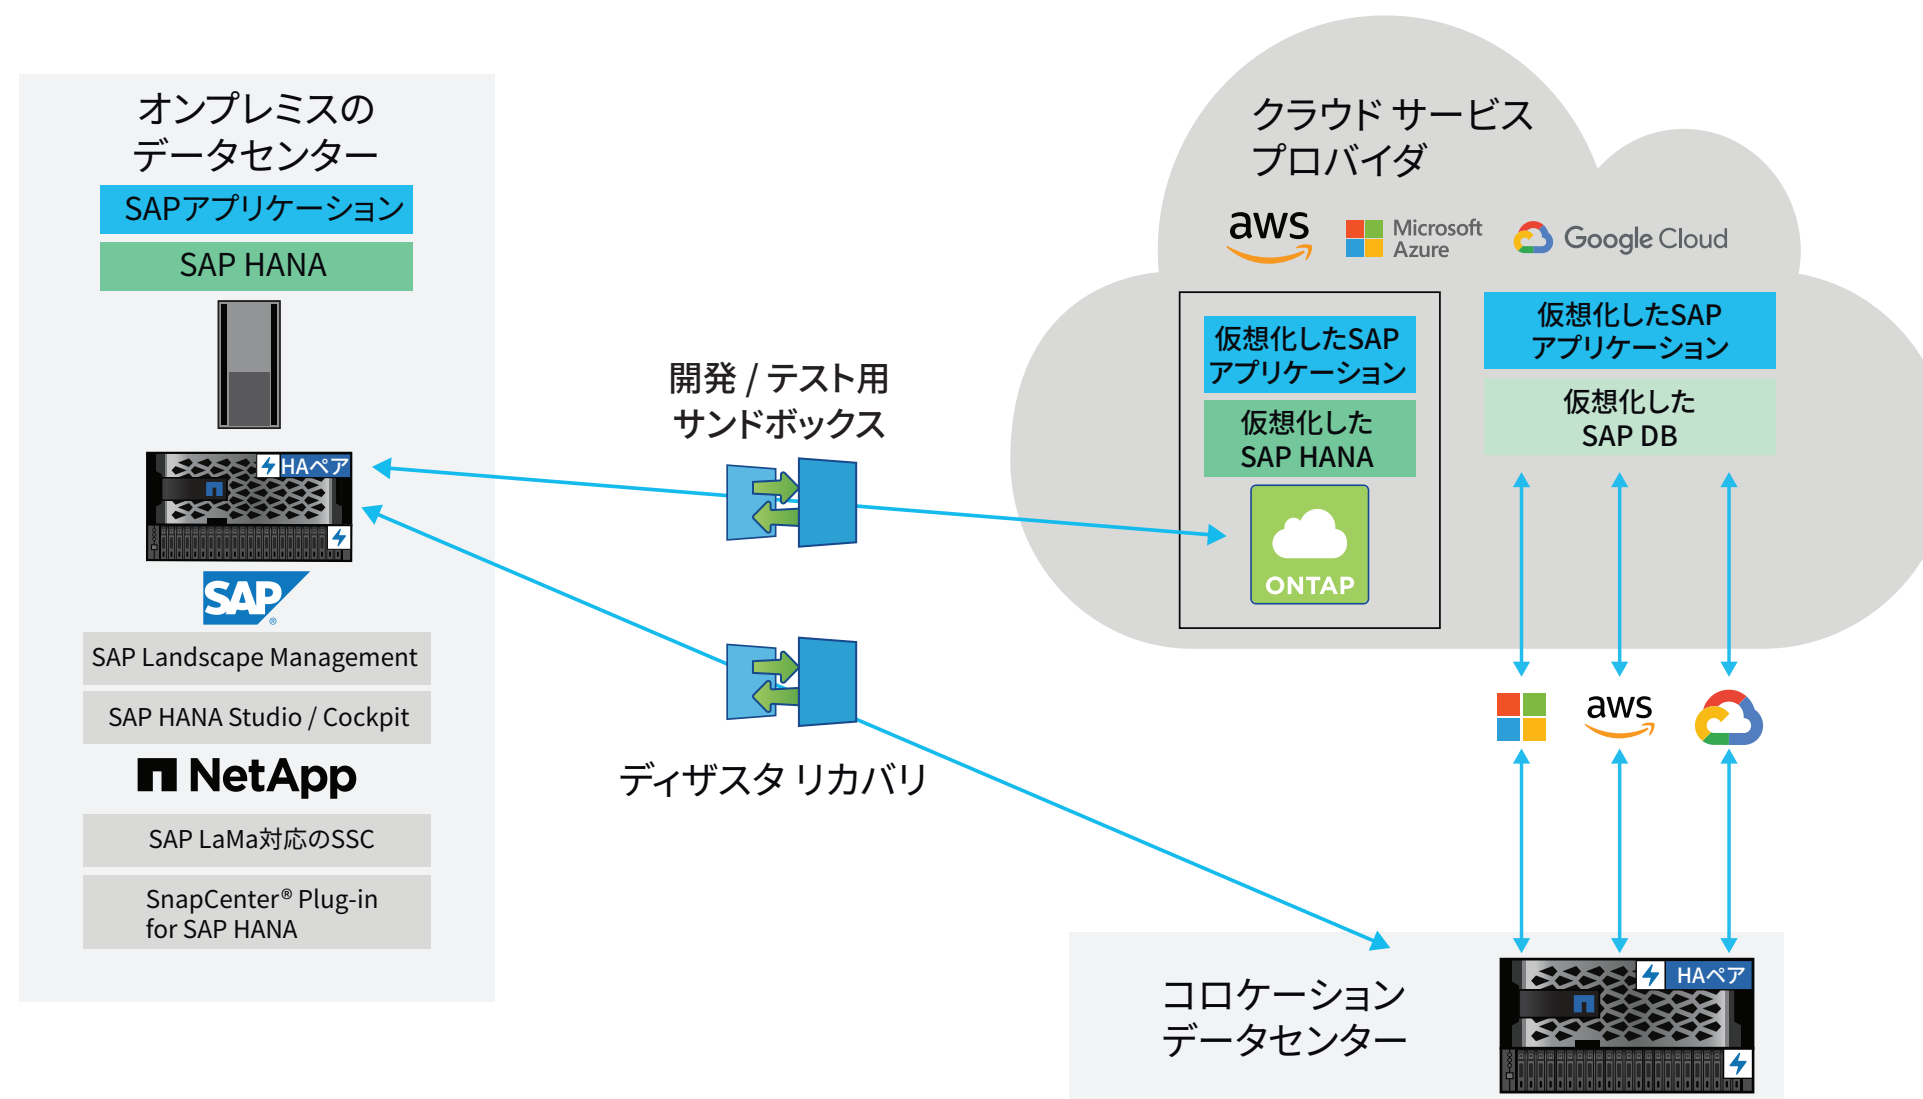 オンプレミスの
データセンター
SAPアプリケーション
SAP HANA
HAペア
SAP
®
SAP Landscape Management
SAP HANA Studio / Cockpit
NetApp
SAP LaMa対応のSSC
SnapCenter® Plug-in
for SAP HANA
開発 / テスト用
サンドボックス
ディザスタ リカバリ
クラウド サービス
プロバイダ
aws
Microsoft
Azure
Google Cloud
仮想化したSAP
アプリケーション
仮想化した
SAP HANA
ONTAP
仮想化したSAP
アプリケーション
仮想化した
SAP DB
aws
コロケーション
データセンター
HAペア